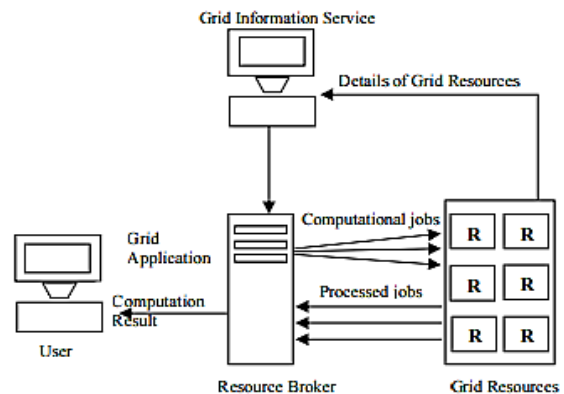 Grid Information Service
Details of Grid Resources
Computational jobs
R R
Grid
Application
R R
Processed jobs
Computation
Result
R R
User
Resource Broker
Grid Resources